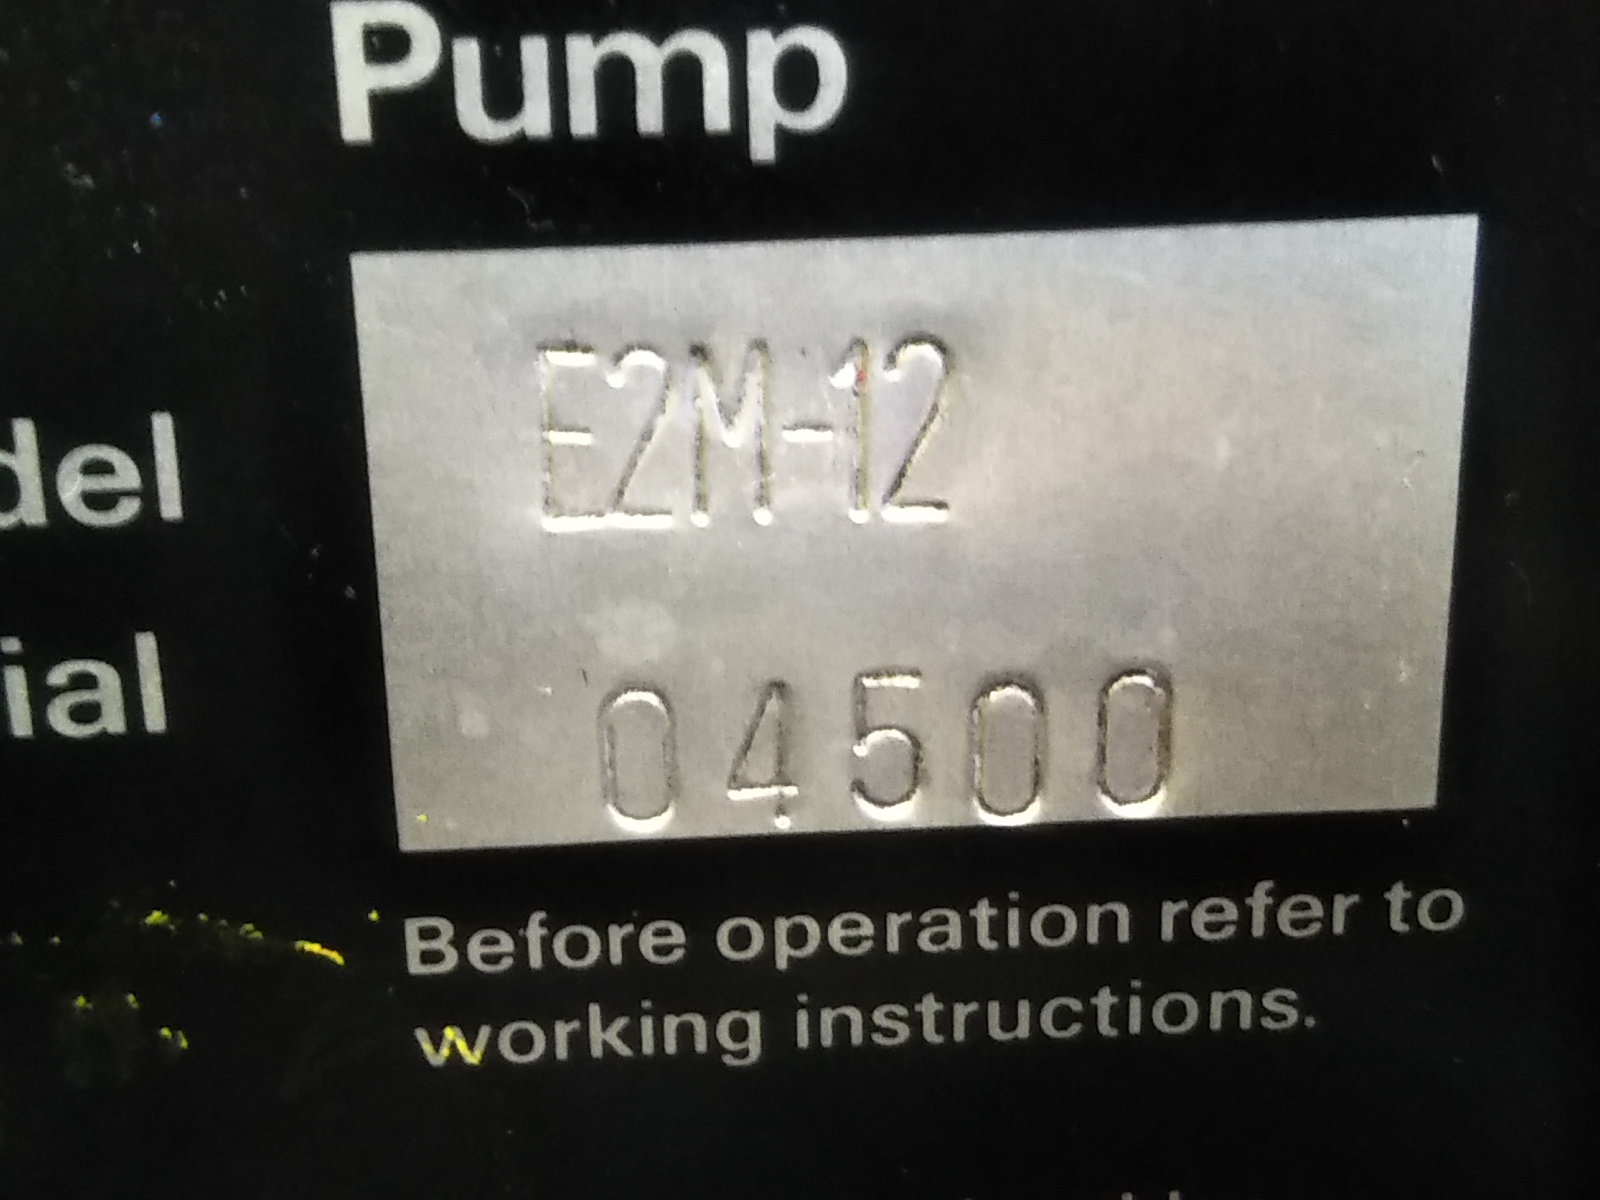 Pump
del E2M-12
ial 04500
Before operation refer to
working instructions.